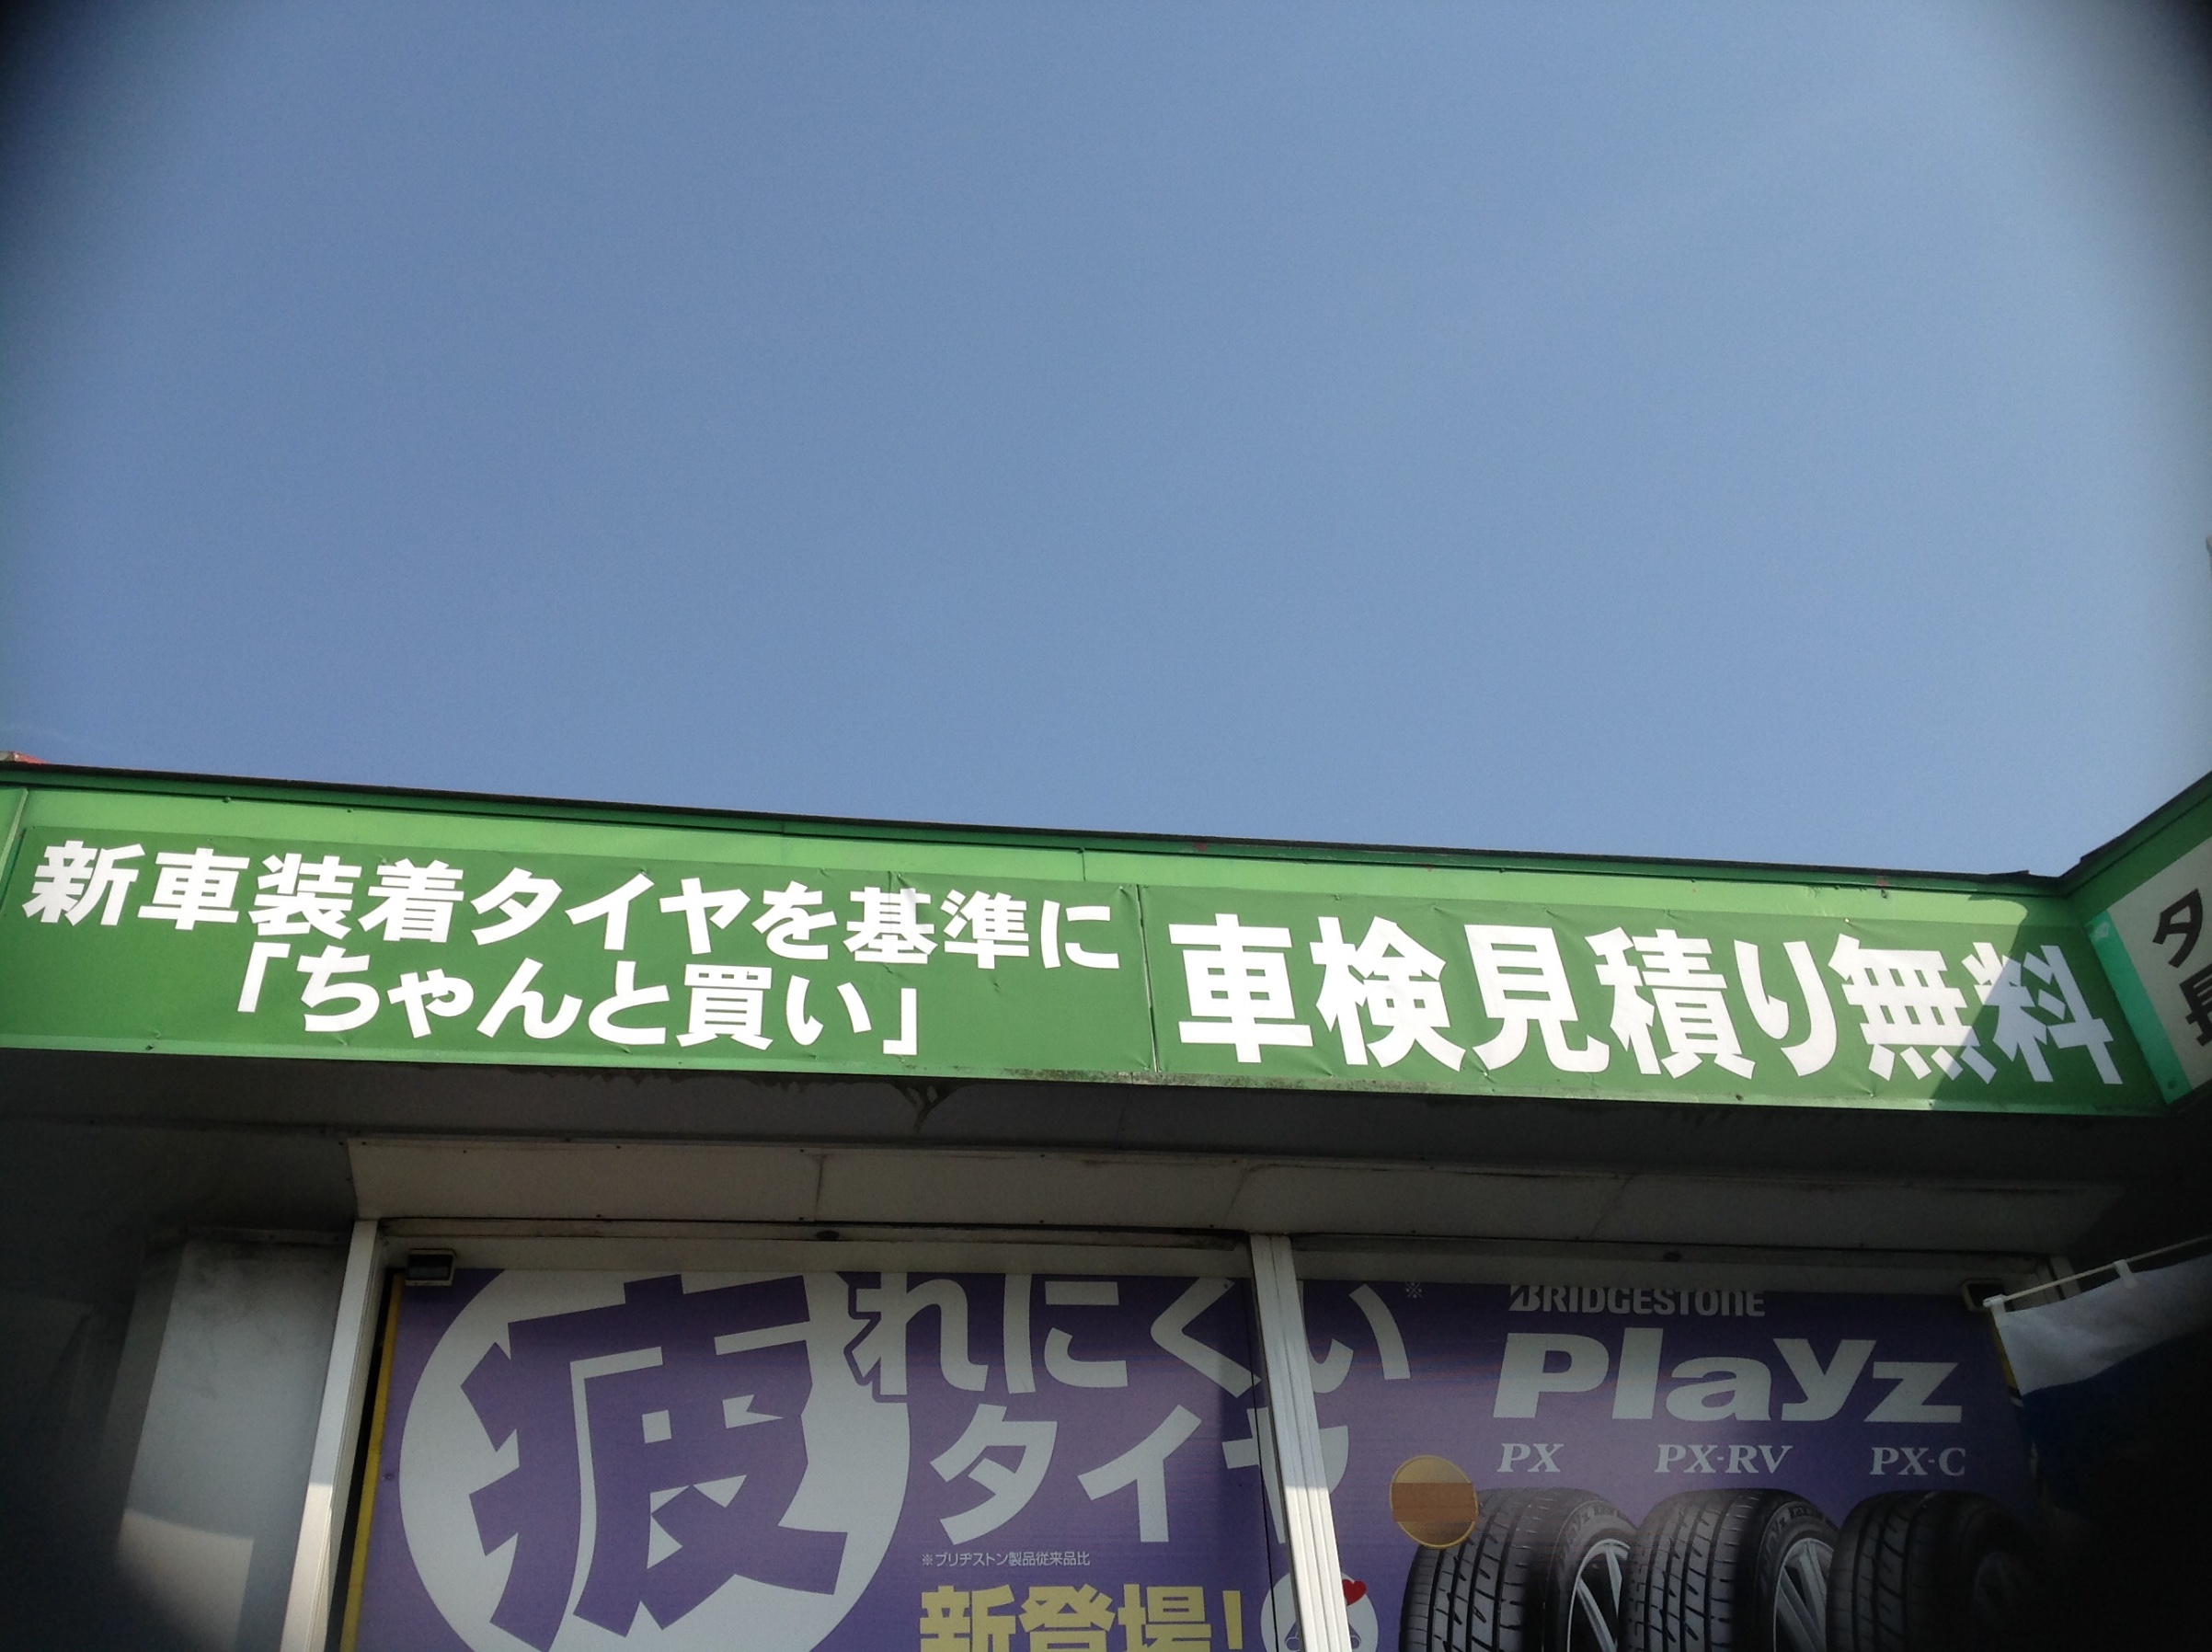 新車装着タイヤを基準に
「ちゃんと買い」
車検見積り無料
タ
疲れにくい※
タイヤ
※ブリヂストン製品従来品比
新登場!
BRIDGESTONE
Playz
PX PX-RV PX-C